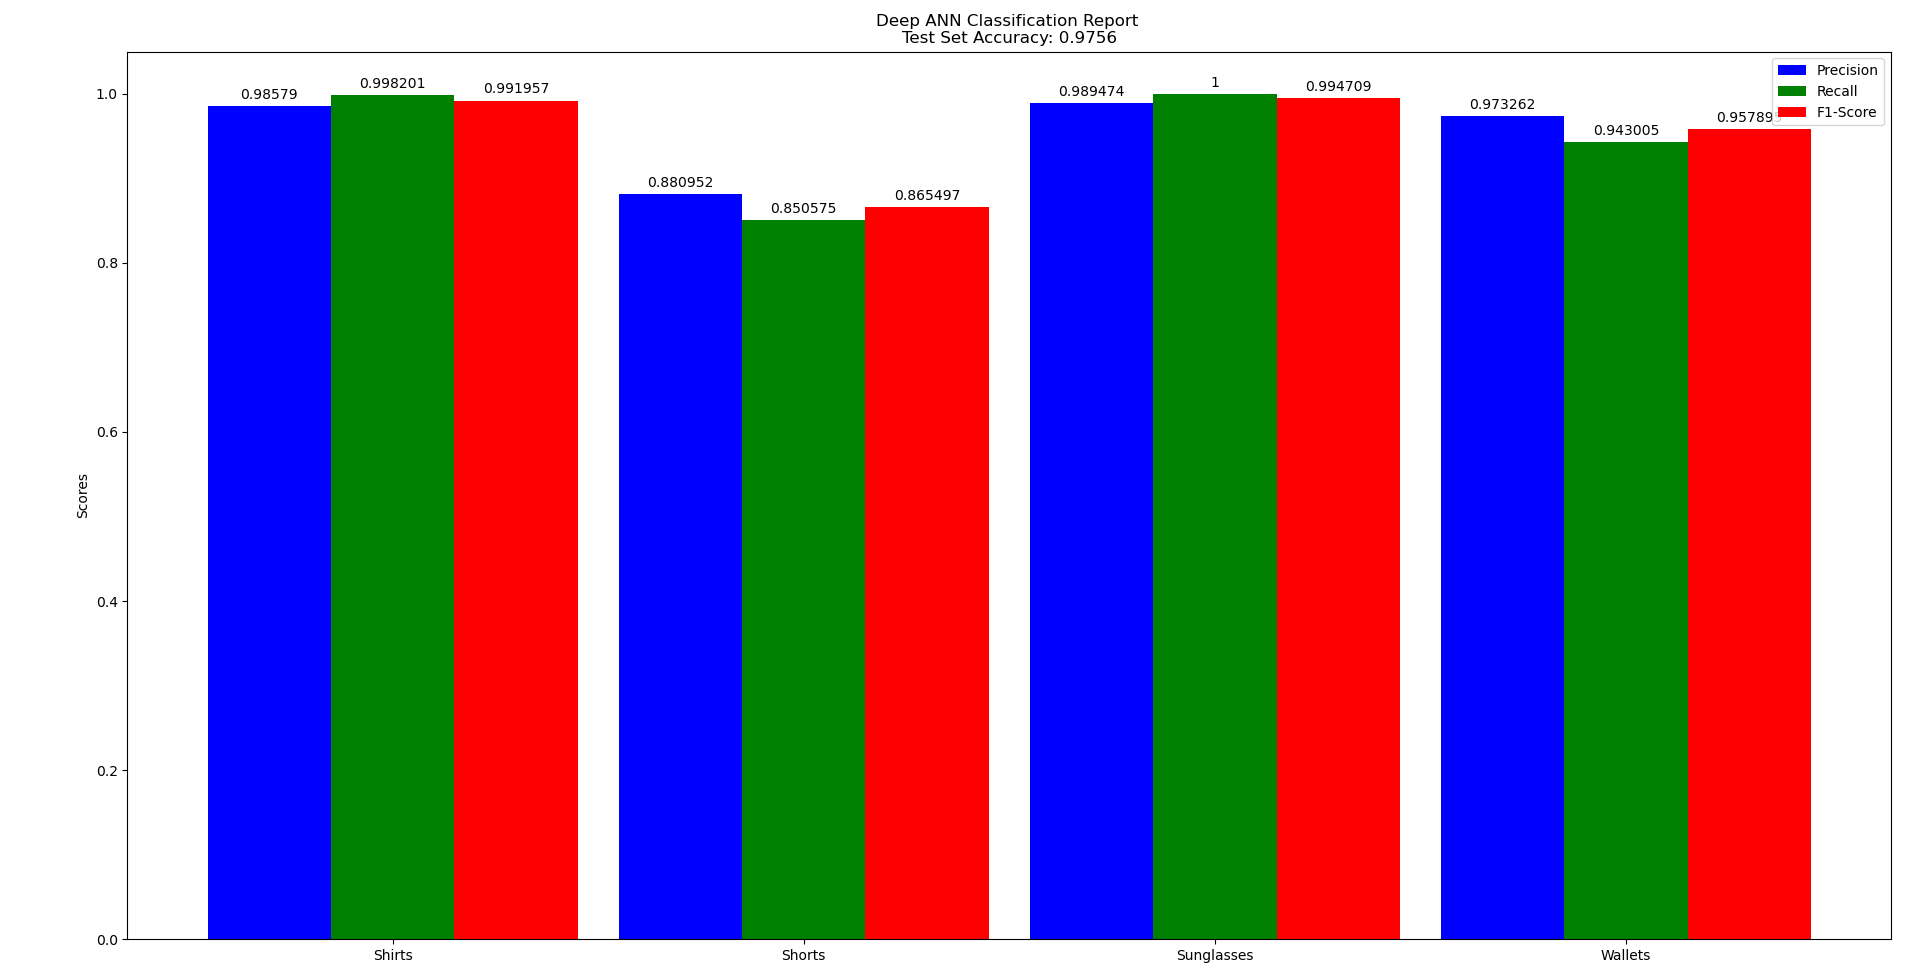 Deep ANN Classification Report
Test Set Accuracy: 0.9756
Precision
Recall
F1-Score
0.98579
0.998201
0.991957
0.880952
0.850575
0.865497
0.989474
1
0.994709
0.973262
0.943005
1.0
0.8
0.6
0.4
0.2
0.0
Scores
Shirts
Shorts
Sunglasses
Wallets